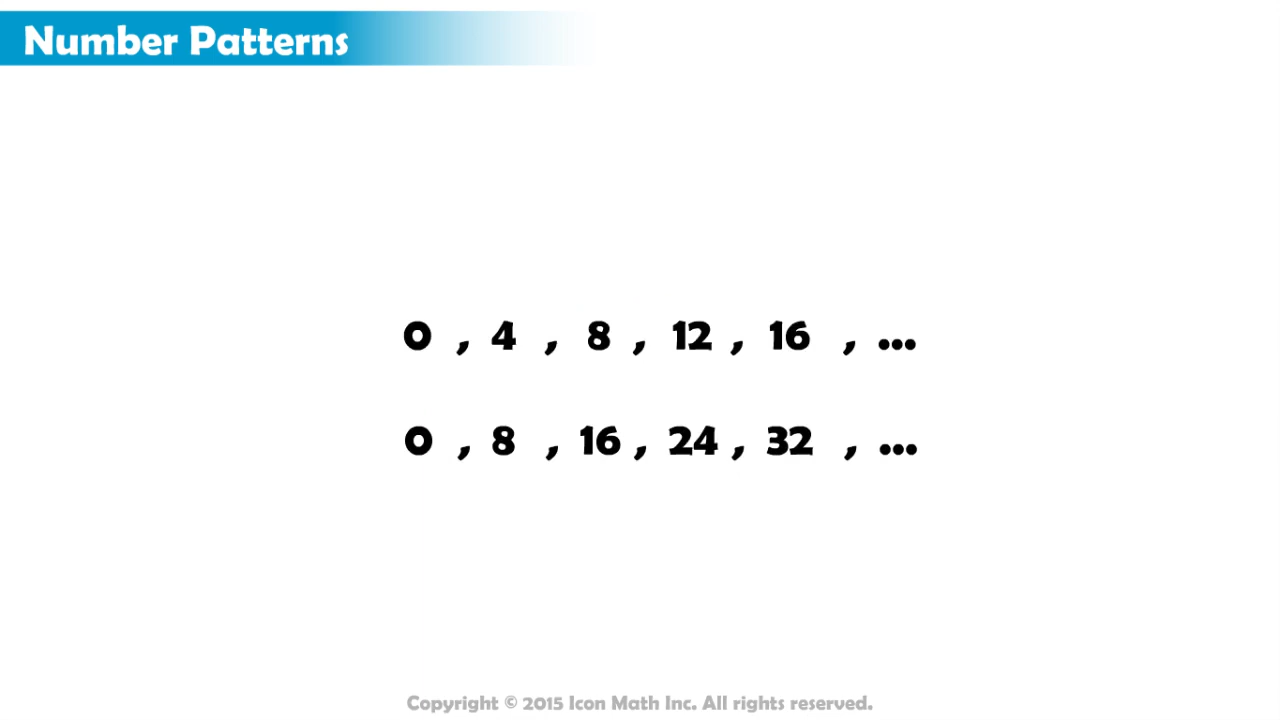 Number Patterns
0 , 4 , 8 , 12 , 16 , ...
0 , 8 , 16 , 24 , 32 , ...
Copyright © 2015 Icon Math Inc. All rights reserved.